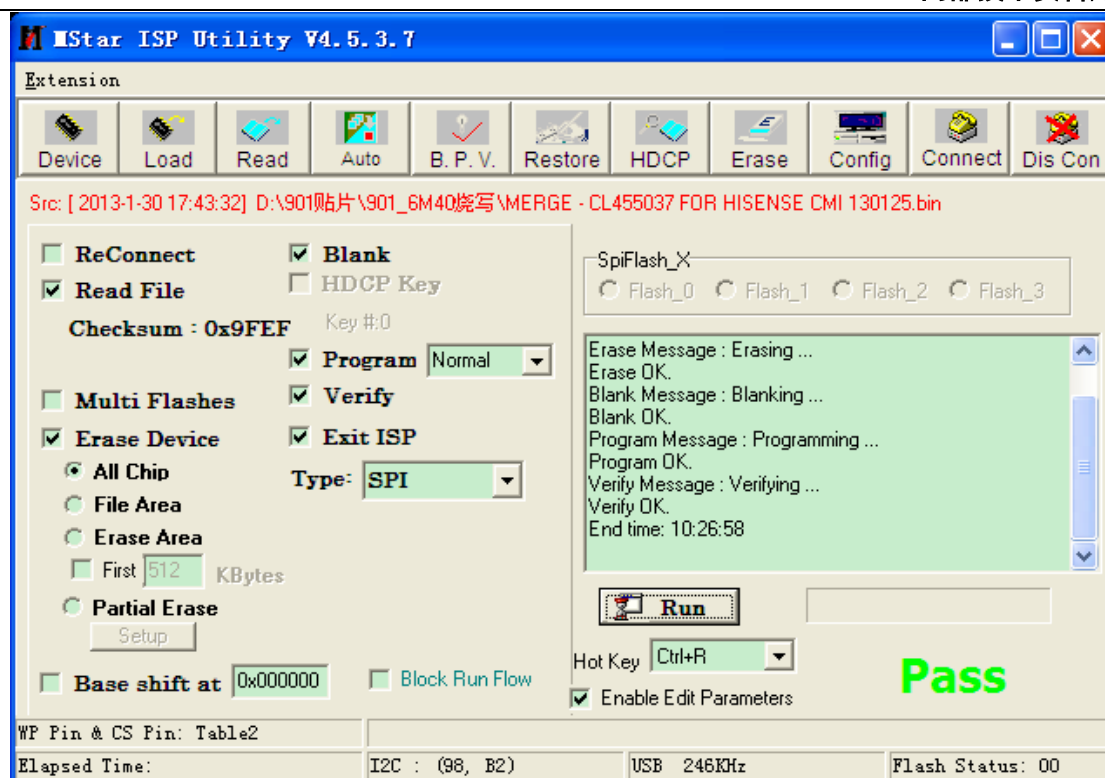 MStar ISP Utility V4.5.3.7
Extension
Device Load Read Auto B. P. V. Restore HDCP Erase Config Connect Dis Con
Src: [ 2013-1-30 17:43:32] D:\901贴片\901_6M40烧写\MERGE - CL455037 FOR HISENSE CMI 130125.bin
ReConnect
Blank
Read File
HDCP Key
Checksum : 0x9FEF
Key #:0
Program Normal
Multi Flashes
Verify
Erase Device
Exit ISP
All Chip
Type: SPI
File Area
Erase Area
First 512 KBytes
Partial Erase
Setup
Base shift at 0x000000
Block Run Flow
SpiFlash_X
Flash_0 Flash_1 Flash_2 Flash_3
Erase Message : Erasing ...
Erase OK.
Blank Message : Blanking ...
Blank OK.
Program Message : Programming ...
Program OK.
Verify Message : Verifying ...
Verify OK.
End time: 10:26:58
Run
Hot Key Ctrl+R
Enable Edit Parameters
Pass
WP Pin & CS Pin: Table2
Elapsed Time: I2C : (98, B2) USB 246KHz Flash Status: 00